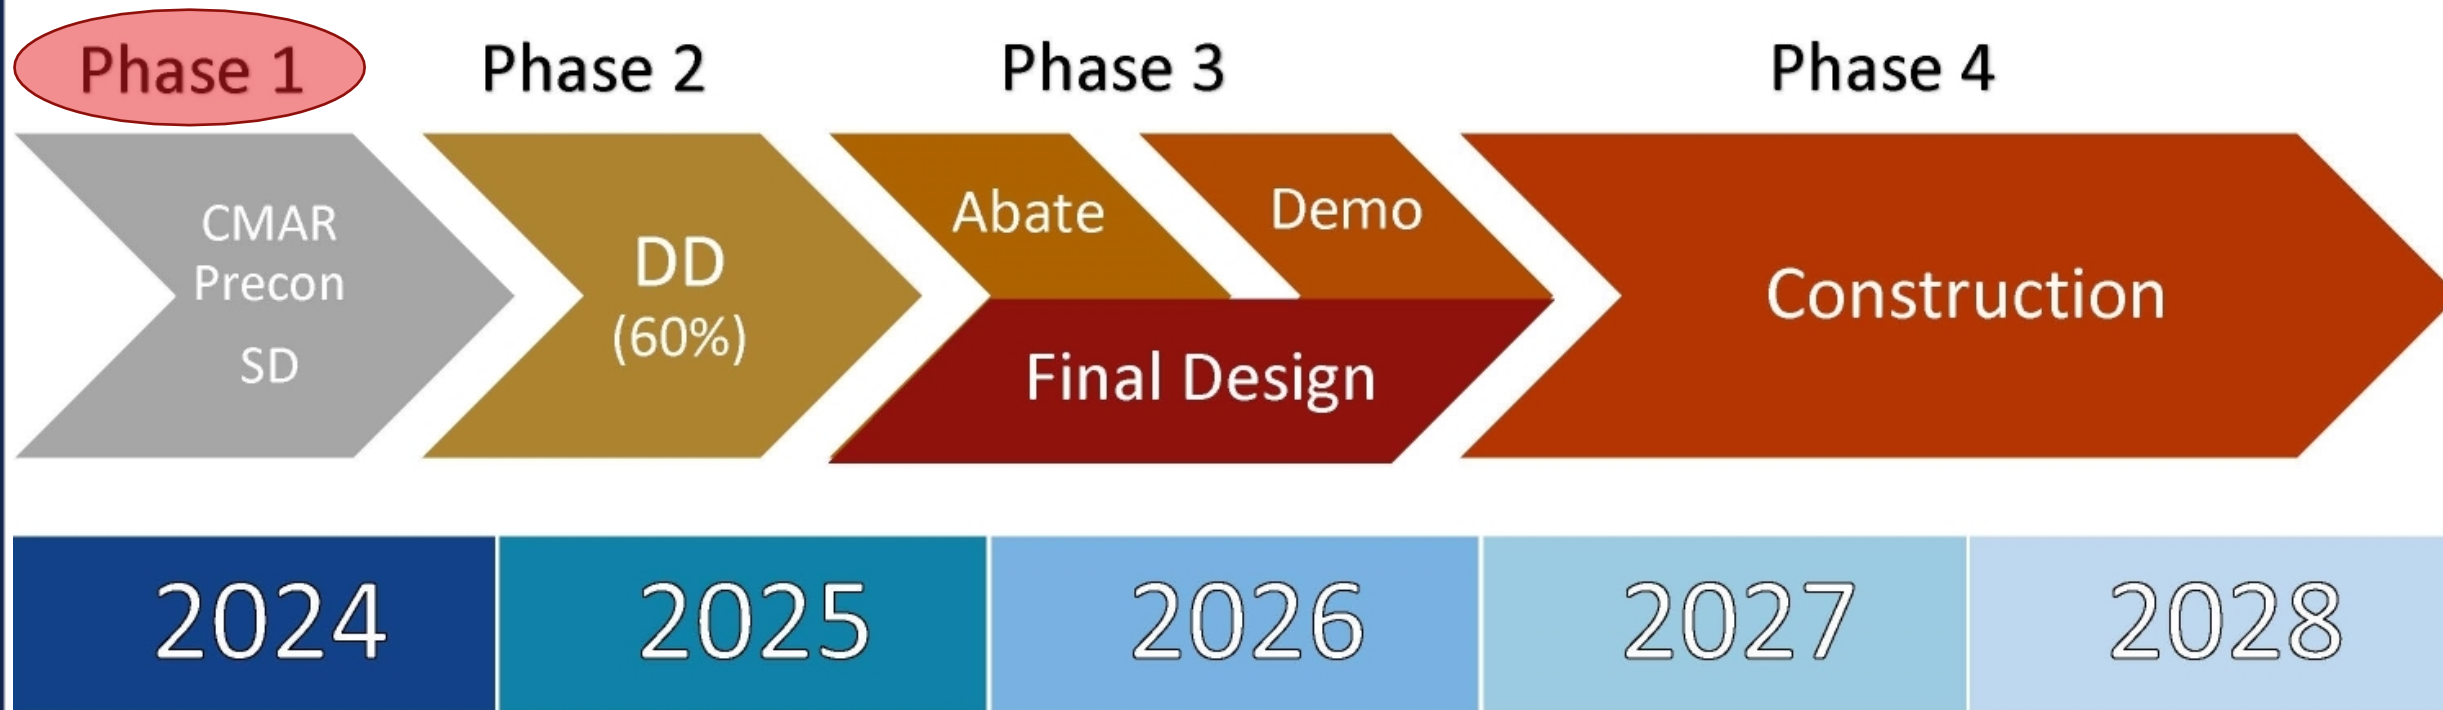 Phase 1
Phase 2
Phase 3
Phase 4
CMAR
Precon
SD
DD
(60%)
Abate
Demo
Final Design
Construction
2024
2025
2026
2027
2028